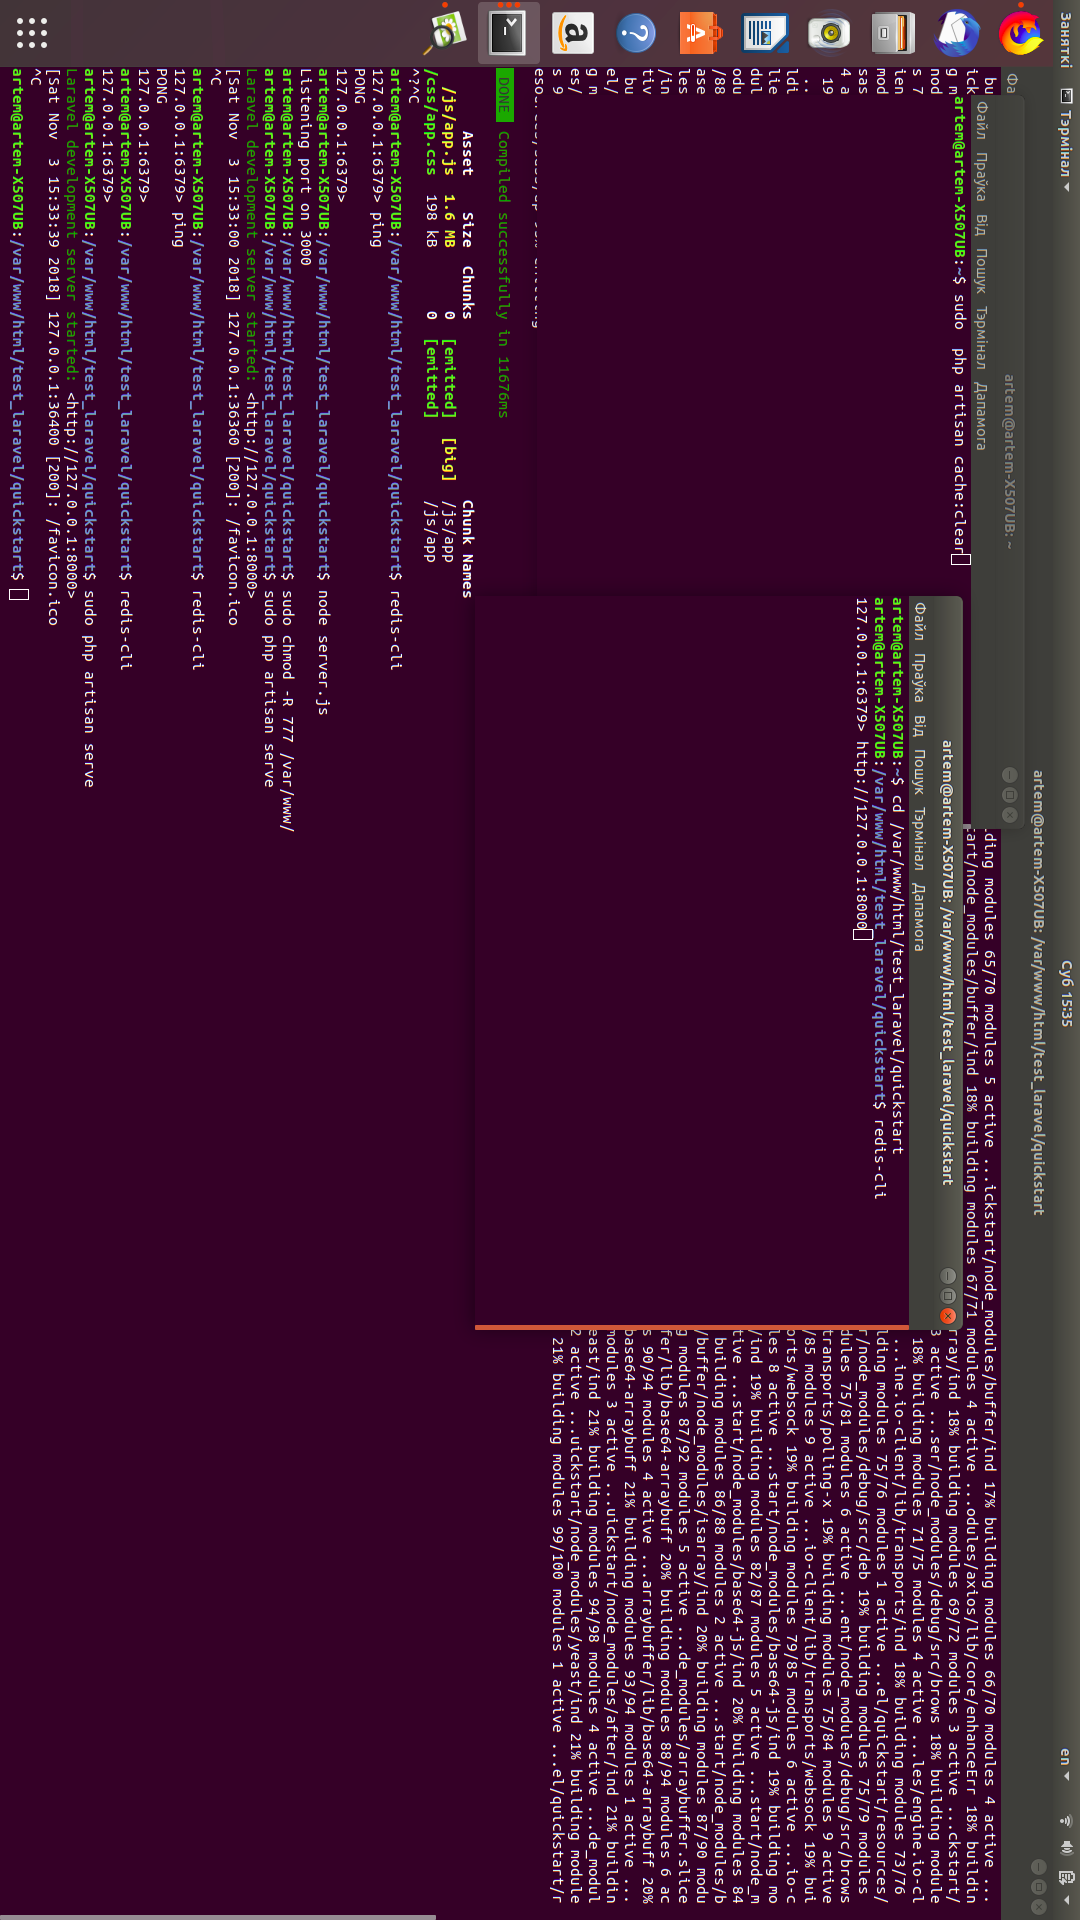 Заняткі Тэрмінал Суб 15:35 en
artem@artem-X507UB: /var/www/html/test_laravel/quickstart
artem@artem-X507UB: ~
Файл Праўка Від Пошук Тэрмінал Дапамога
artem@artem-X507UB:~$ sudo  php artisan cache:clear
artem@artem-X507UB: /var/www/html/test_laravel/quickstart
Файл Праўка Від Пошук Тэрмінал Дапамога
artem@artem-X507UB:~$ cd /var/www/html/test_laravel/quickstart
artem@artem-X507UB:/var/www/html/test_laravel/quickstart$ redis-cli
127.0.0.1:6379> http://127.0.0.1:8000
ding modules 65/70 modules 5 active ...ickstart/node_modules/buffer/ind 17% building modules 66/70 modules 4 active ...
art/node_modules/buffer/ind 18% building modules 67/71 modules 4 active ...odules/axios/lib/core/enhanceErr 18% buildin
rray/ind 18% building modules 69/72 modules 3 active ...ckstart/
3 active ...ser/node_modules/debug/src/brows 18% building module
18% building modules 71/75 modules 4 active ...les/engine.io-cl
...ine.io-client/lib/transports/ind 18% building modules 73/76
lding modules 75/76 modules 1 active ...el/quickstart/resources/
r/node_modules/debug/src/deb 19% building modules 75/79 modules
dules 75/81 modules 6 active ...ent/node_modules/debug/src/brows
transports/polling-x 19% building modules 75/84 modules 9 active
/85 modules 9 active ...io-client/lib/transports/websock 19% bui
orts/websock 19% building modules 79/85 modules 6 active ...io-c
les 8 active ...start/node_modules/base64-js/ind 19% building mo
/ind 19% building modules 82/87 modules 5 active ...start/node_m
tive ...start/node_modules/base64-js/ind 20% building modules 84
building modules 86/88 modules 2 active ...start/node_modules/b
/buffer/node_modules/isarray/ind 20% building modules 87/90 modu
g modules 87/92 modules 5 active ...de_modules/arraybuffer.slice
fer/lib/base64-arraybuff 20% building modules 88/94 modules 6 ac
s 90/94 modules 4 active ...arraybuffer/lib/base64-arraybuff 20%
base64-arraybuff 21% building modules 93/94 modules 1 active ...
modules 3 active ...uickstart/node_modules/after/ind 21% buildin
east/ind 21% building modules 94/98 modules 4 active ...de_modul
2 active ...uickstart/node_modules/yeast/ind 21% building module
21% building modules 99/100 modules 1 active ...el/quickstart/r
DONE  Compiled successfully in 11676ms
Asset  Size  Chunks  Chunk Names
/js/app.js  1.6 MB  0  [emitted]  [big]  /js/app
/css/app.css  198 kB  0  [emitted]  /js/app
^?^C
artem@artem-X507UB:/var/www/html/test_laravel/quickstart$ redis-cli
127.0.0.1:6379> ping
PONG
127.0.0.1:6379>
artem@artem-X507UB:/var/www/html/test_laravel/quickstart$ node server.js
Listening port on 3000
artem@artem-X507UB:/var/www/html/test_laravel/quickstart$ sudo chmod -R 777 /var/www/
artem@artem-X507UB:/var/www/html/test_laravel/quickstart$ sudo php artisan serve
Laravel development server started: <http://127.0.0.1:8000>
[Sat Nov  3 15:33:00 2018] 127.0.0.1:36360 [200]: /favicon.ico
^C
artem@artem-X507UB:/var/www/html/test_laravel/quickstart$ redis-cli
127.0.0.1:6379> ping
PONG
127.0.0.1:6379>
artem@artem-X507UB:/var/www/html/test_laravel/quickstart$ redis-cli
127.0.0.1:6379>
artem@artem-X507UB:/var/www/html/test_laravel/quickstart$ sudo php artisan serve
Laravel development server started: <http://127.0.0.1:8000>
[Sat Nov  3 15:33:39 2018] 127.0.0.1:36400 [200]: /favicon.ico
^C
artem@artem-X507UB:/var/www/html/test_laravel/quickstart$